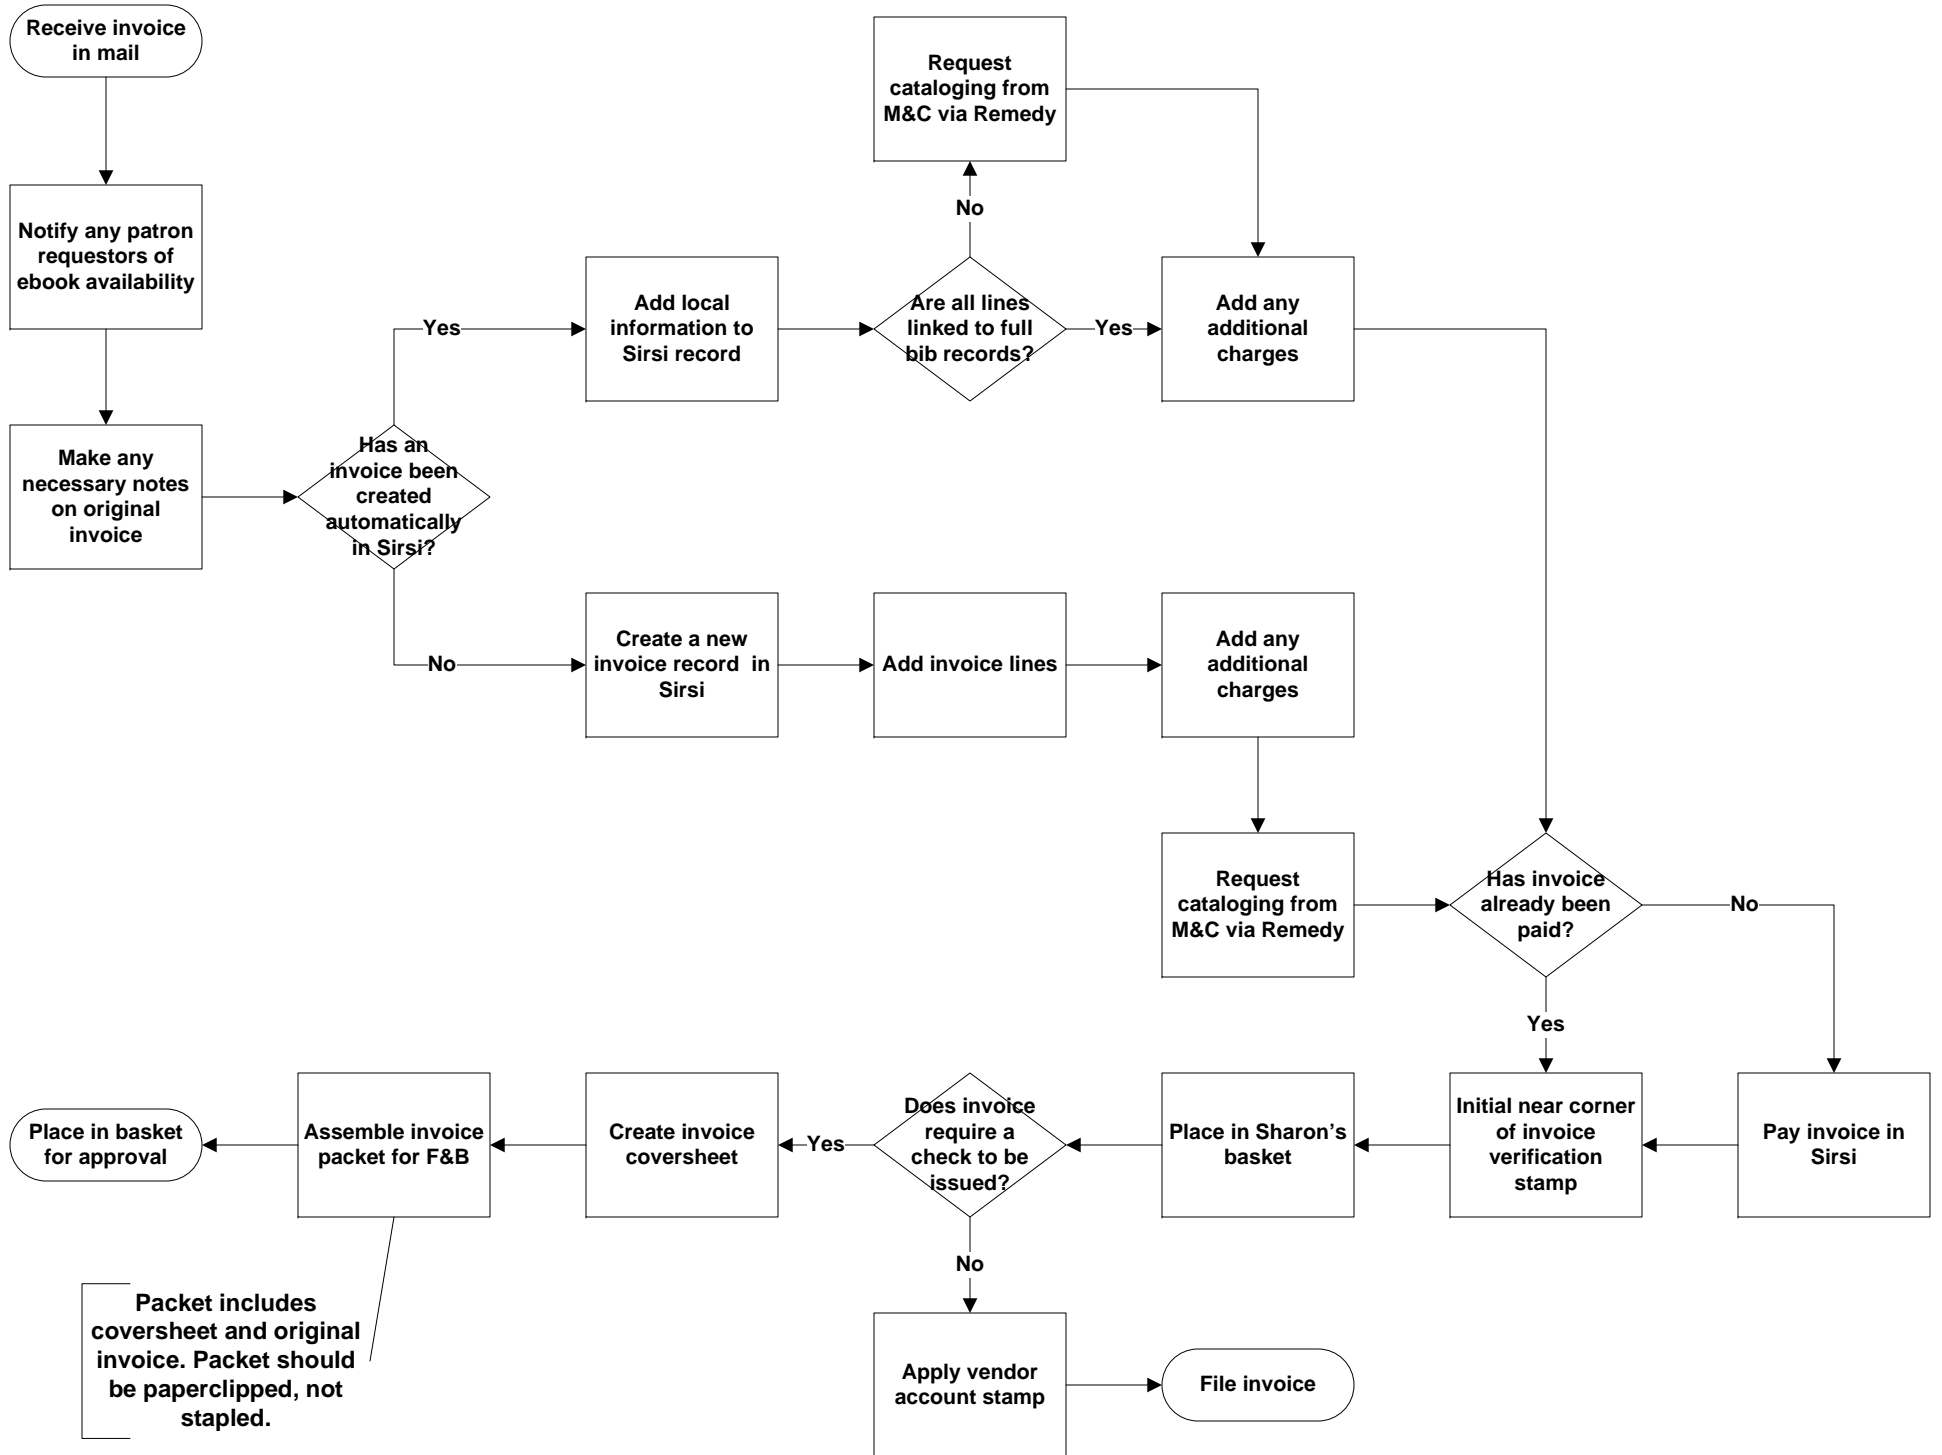 Receive invoice
in mail
Notify any patron
requestors of
ebook availability
Make any
necessary notes
on original
invoice
Has an
invoice been
created
automatically
in Sirsi?
Yes
Add local
information to
Sirsi record
Are all lines
linked to full
bib records?
No
Request
cataloging from
M&C via Remedy
Yes
Add any
additional
charges
No
Create a new
invoice record  in
Sirsi
Add invoice lines
Add any
additional
charges
Request
cataloging from
M&C via Remedy
Has invoice
already been
paid?
No
Yes
Pay invoice in
Sirsi
Initial near corner
of invoice
verification
stamp
Place in Sharon's
basket
Does invoice
require a
check to be
issued?
Yes
Create invoice
coversheet
Assemble invoice
packet for F&B
Place in basket
for approval
Packet includes
coversheet and original
invoice. Packet should
be paperclipped, not
stapled.
No
Apply vendor
account stamp
File invoice